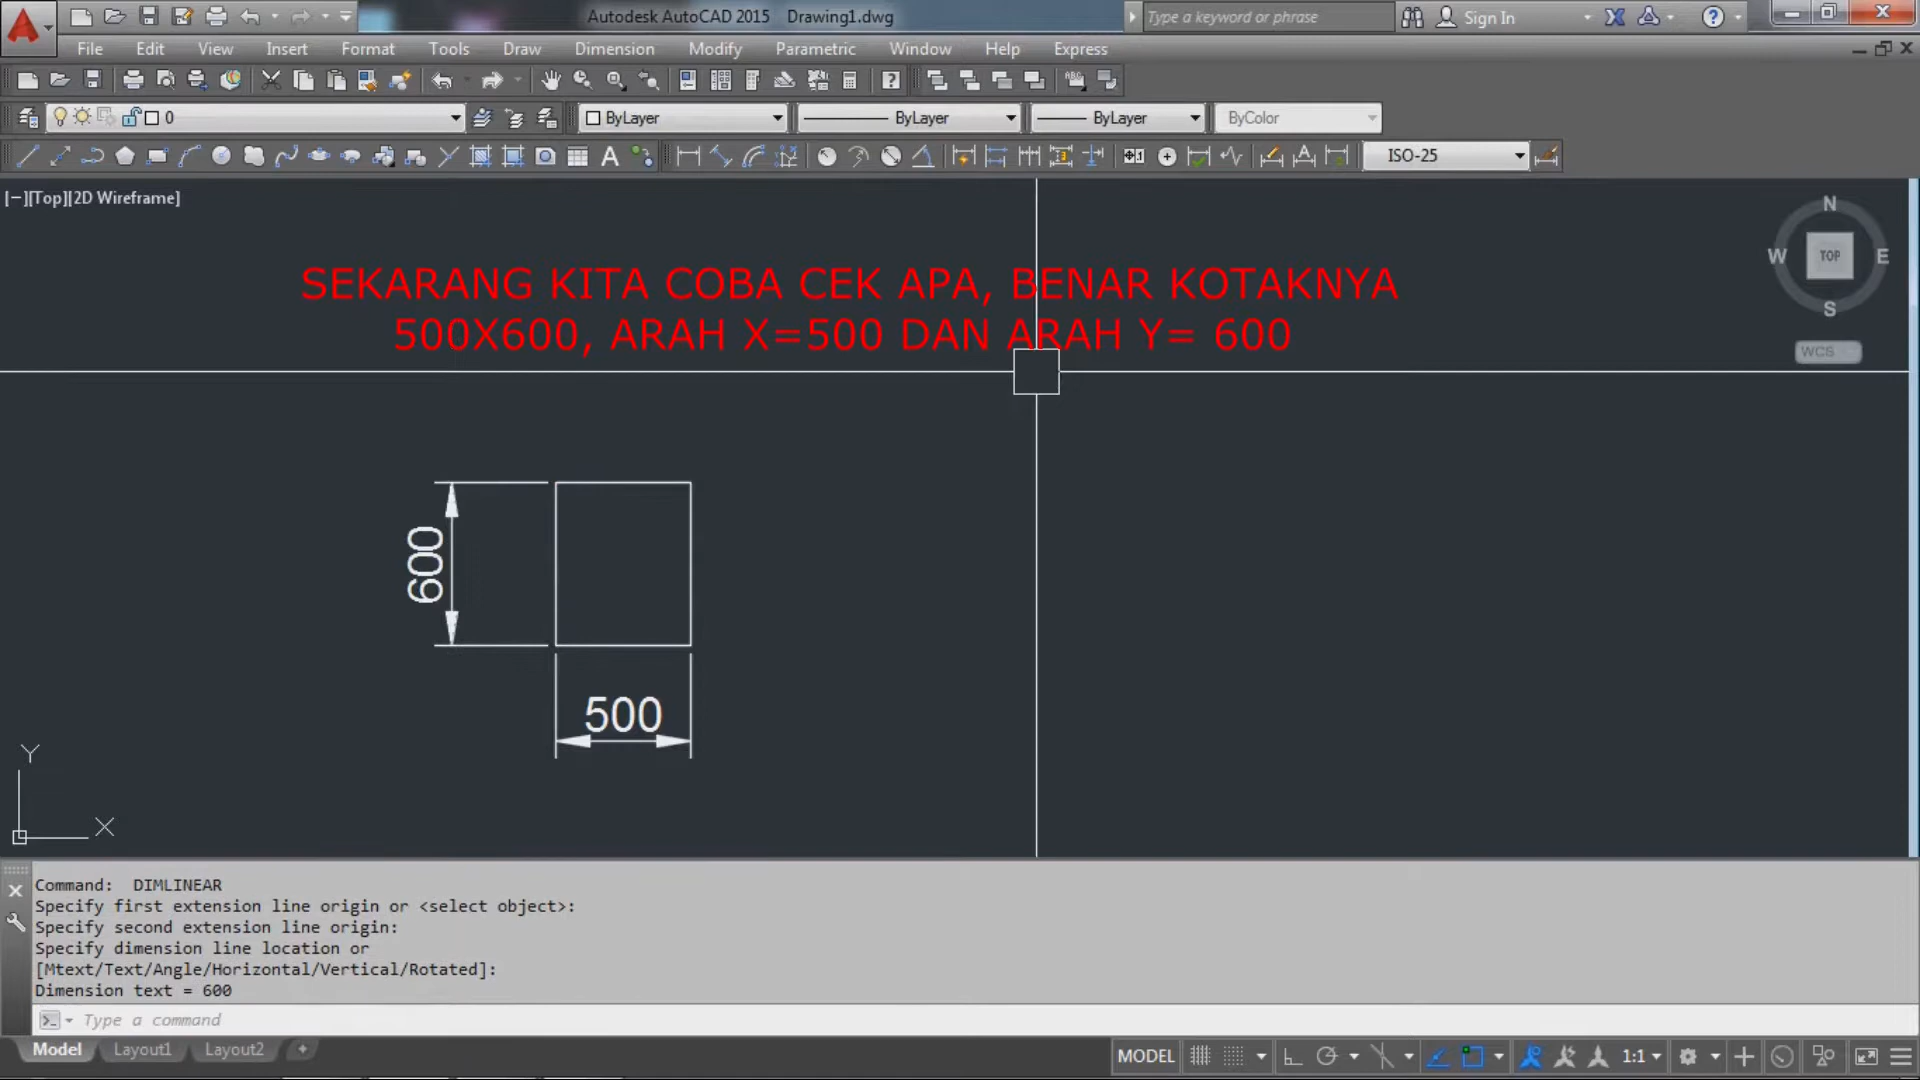 Autodesk AutoCAD 2015 Drawing1.dwg
Type a keyword or phrase
Sign In
File Edit View Insert Format Tools Draw Dimension Modify Parametric Window Help Express
0 ByLayer ByLayer ByLayer ByColor
A ISO-25
[−][Top][2D Wireframe]
N
W TOP E
S
WCS
SEKARANG KITA COBA CEK APA, BENAR KOTAKNYA
500X600, ARAH X=500 DAN ARAH Y= 600
600
500
Y
X
Command: DIMLINEAR
Specify first extension line origin or <select object>:
Specify second extension line origin:
Specify dimension line location or
[Mtext/Text/Angle/Horizontal/Vertical/Rotated]:
Dimension text = 600
Type a command
Model Layout1 Layout2 +
MODEL 1:1